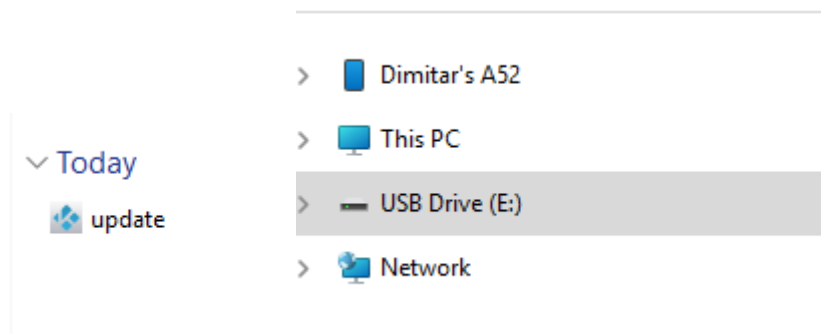 Today
update
Dimitar's A52
This PC
USB Drive (E:)
Network